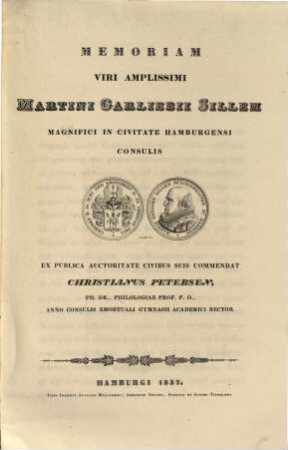 MEMORIAM
VIRI AMPLISSIMI
MARTINI GARLIEBII SILLEM
MAGNIFICI IN CIVITATE HAMBURGENSI
CONSULIS
EX PUBLICA AUCTORITATE CIVIBUS SUIS COMMENDAT
CHRISTIANUS PETERSEN,
PH. DR., PHILOLOGIAE PROF. P. O.,
ANNO CONSULIS EMORTUALI GYMNASII ACADEMICI RECTOR.
HAMBURGI 1837.